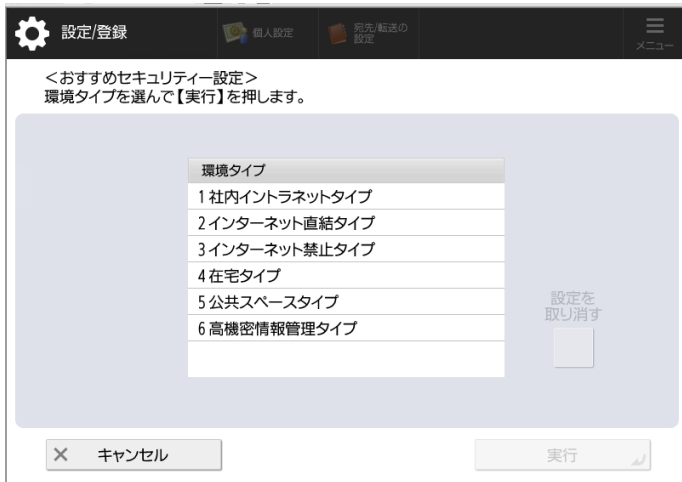 設定/登録
個人設定
宛先/転送の
設定
メニュー
<おすすめセキュリティー設定>
環境タイプを選んで【実行】を押します。
環境タイプ
1 社内イントラネットタイプ
2 インターネット直結タイプ
3 インターネット禁止タイプ
4 在宅タイプ
5 公共スペースタイプ
6 高機密情報管理タイプ
設定を
取り消す
キャンセル
実行